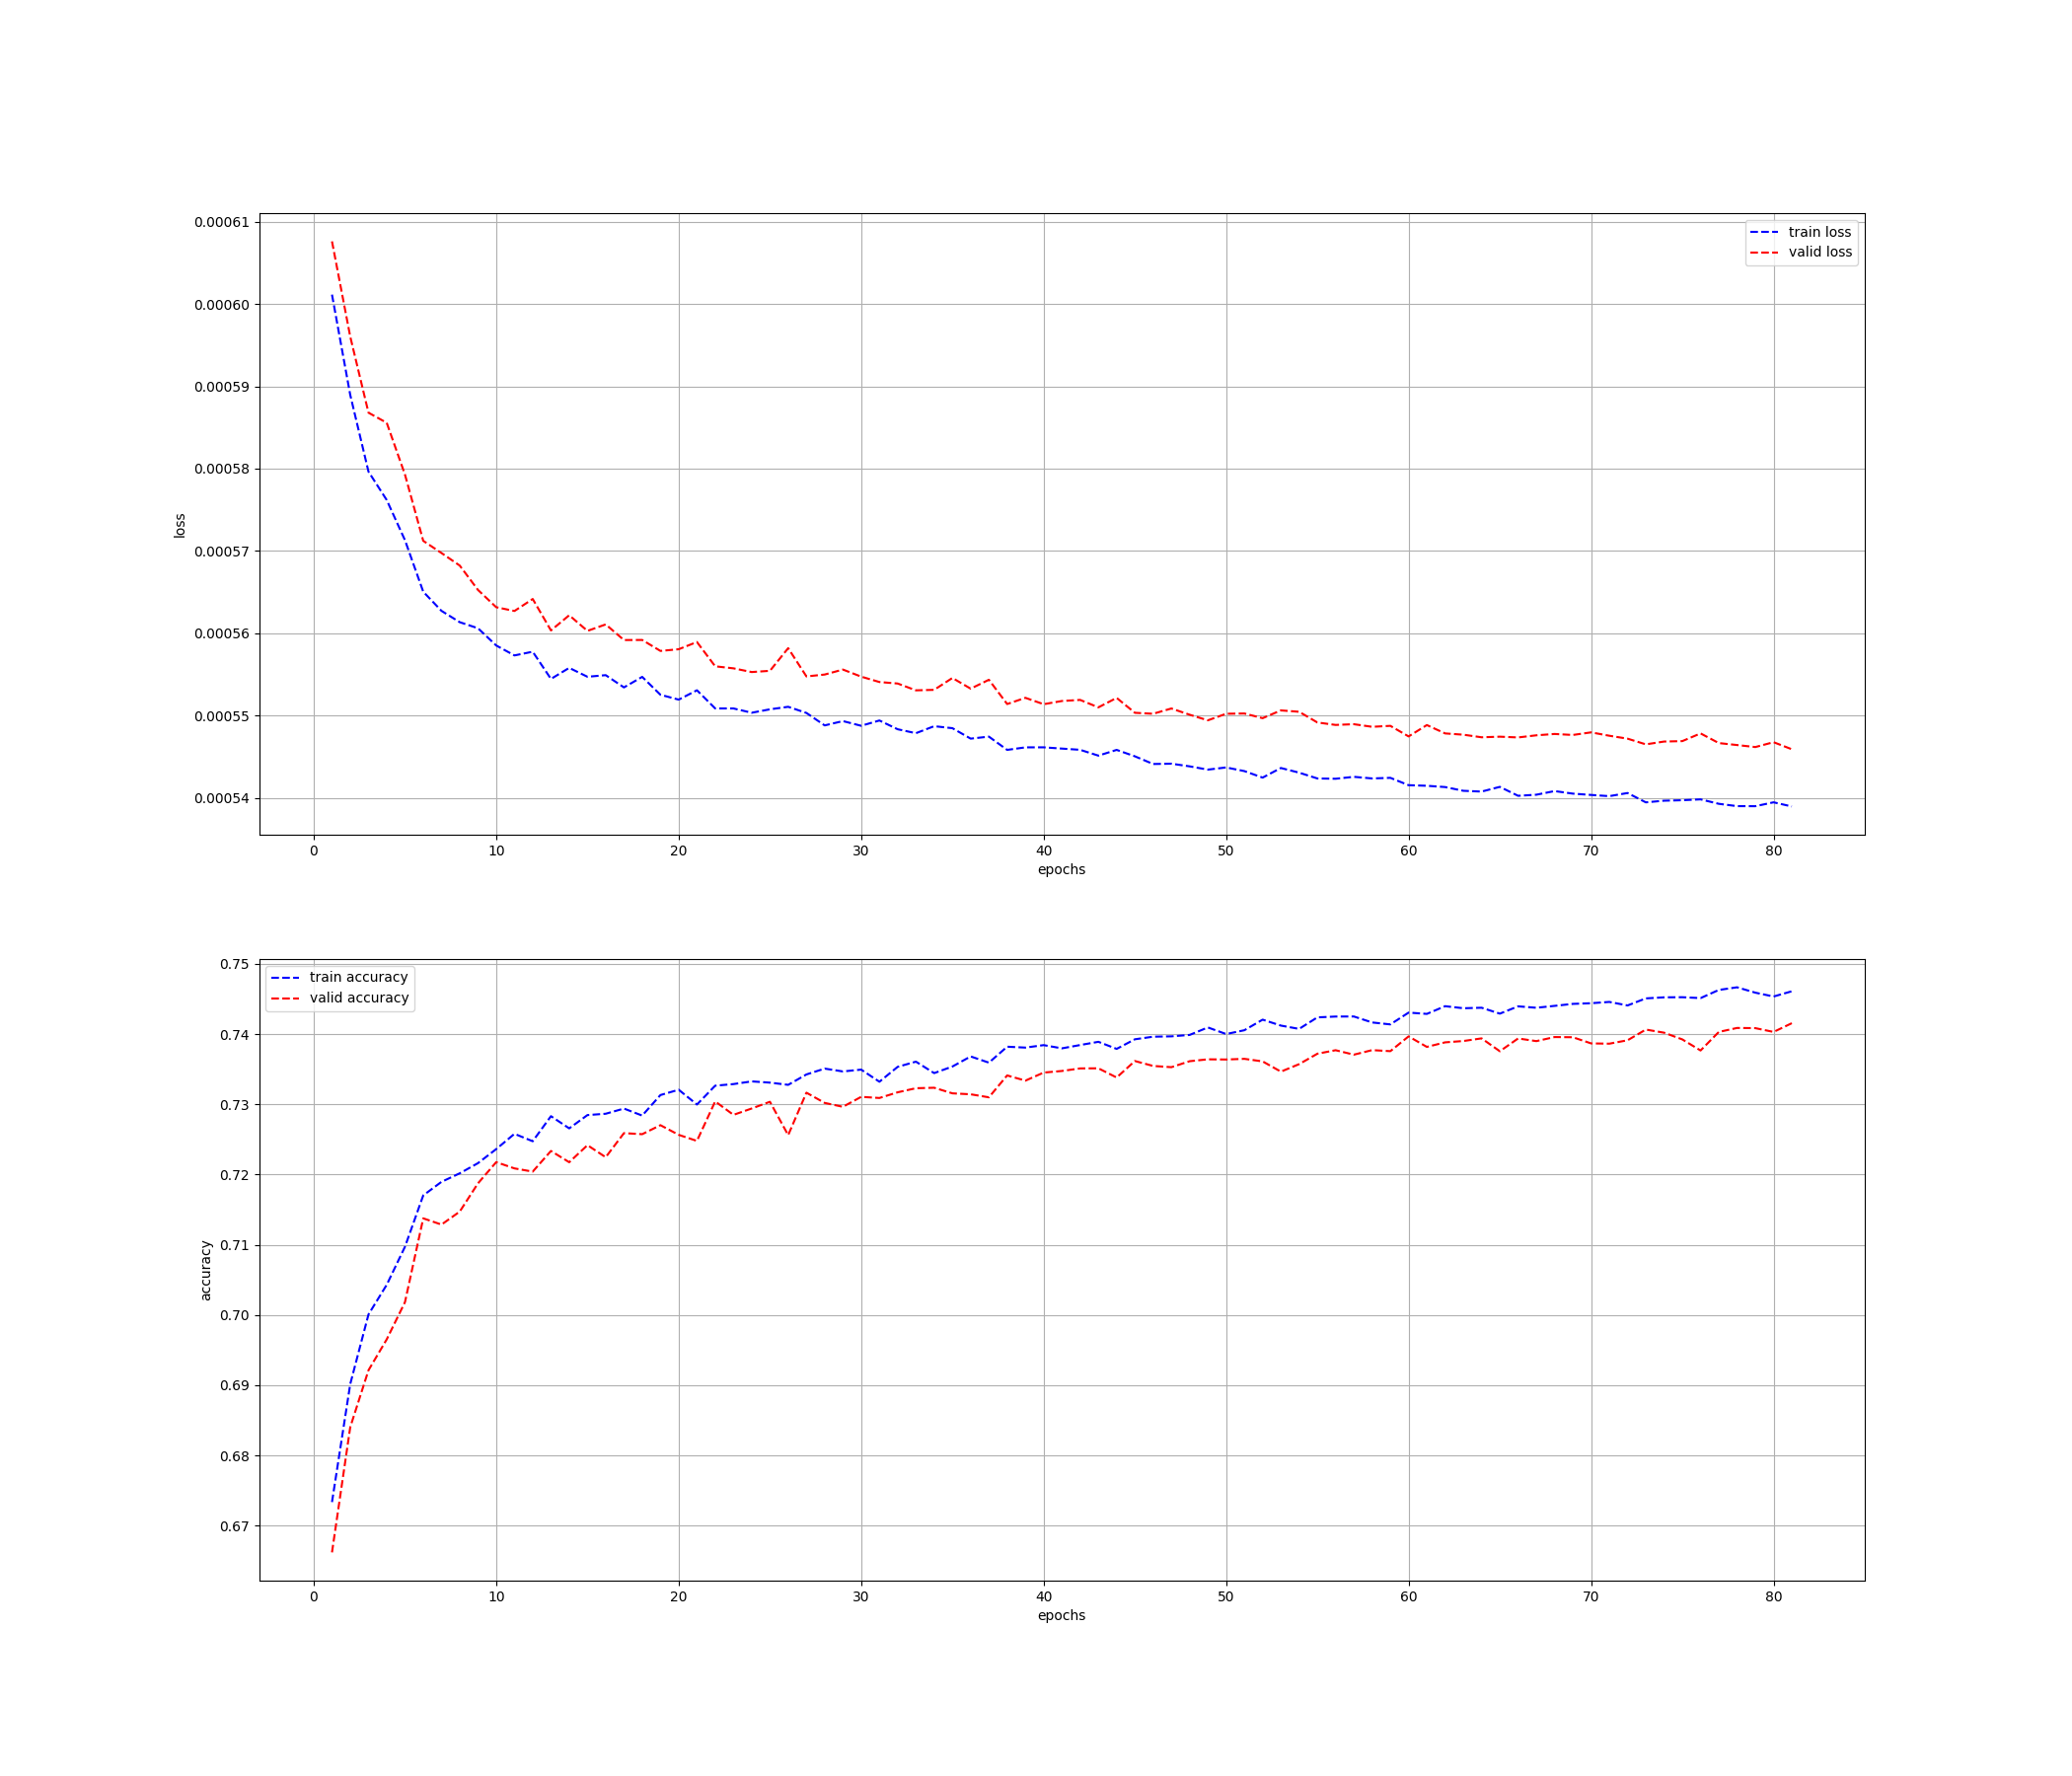 0.00061
train loss
valid loss
0.00060
0.00059
0.00058
0.00057
0.00056
0.00055
0.00054
loss
0 10 20 30 40 50 60 70 80
epochs
0.75
train accuracy
valid accuracy
0.74
0.73
0.72
0.71
0.70
0.69
0.68
0.67
accuracy
0 10 20 30 40 50 60 70 80
epochs